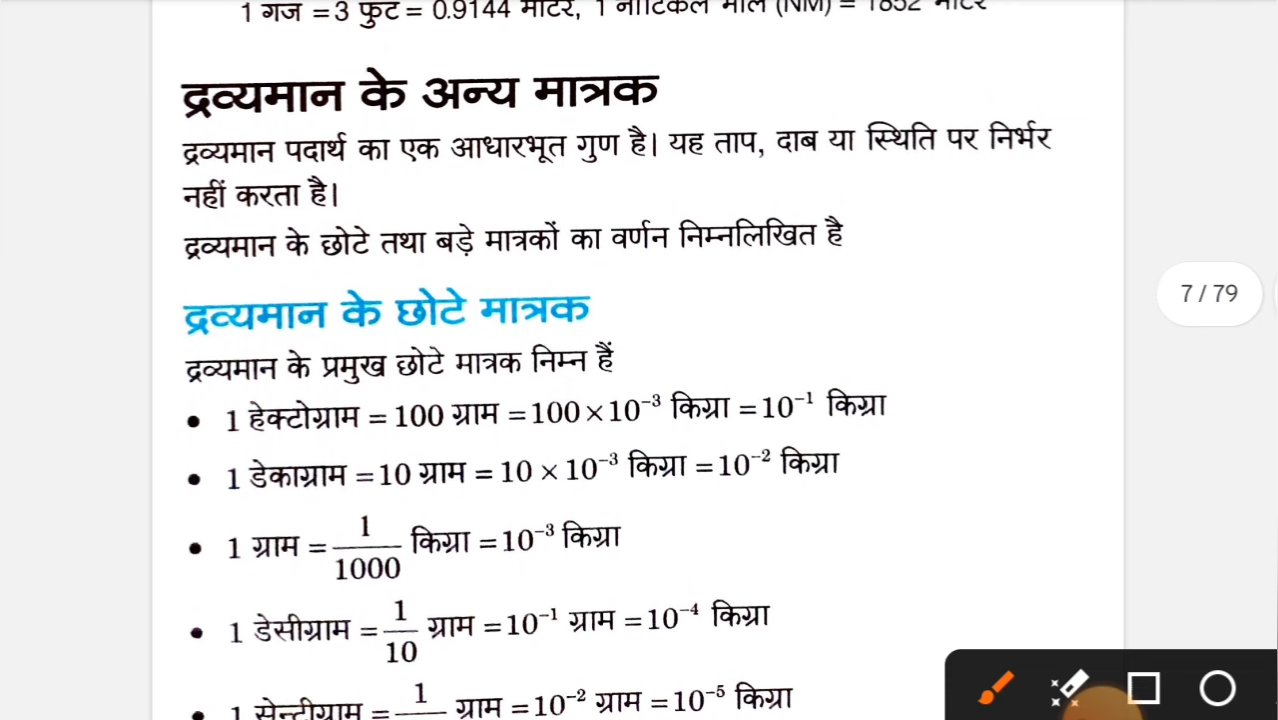 1 गज = 3 फुट = 0.9144 मीटर, 1 नॉटिकल मील (NM) = 1852 मीटर
द्रव्यमान के अन्य मात्रक
द्रव्यमान पदार्थ का एक आधारभूत गुण है। यह ताप, दाब या स्थिति पर निर्भर
नहीं करता है।
द्रव्यमान के छोटे तथा बड़े मात्रकों का वर्णन निम्नलिखित है
7 / 79
द्रव्यमान के छोटे मात्रक
द्रव्यमान के प्रमुख छोटे मात्रक निम्न हैं
• 1 हेक्टोग्राम = 100 ग्राम = 100 × 10⁻³ किग्रा = 10⁻¹ किग्रा
• 1 डेकाग्राम = 10 ग्राम = 10 × 10⁻³ किग्रा = 10⁻² किग्रा
• 1 ग्राम = 1/1000 किग्रा = 10⁻³ किग्रा
• 1 डेसीग्राम = 1/10 ग्राम = 10⁻¹ ग्राम = 10⁻⁴ किग्रा
• 1 सेन्टीग्राम = 1 ग्राम = 10⁻² ग्राम = 10⁻⁵ किग्रा